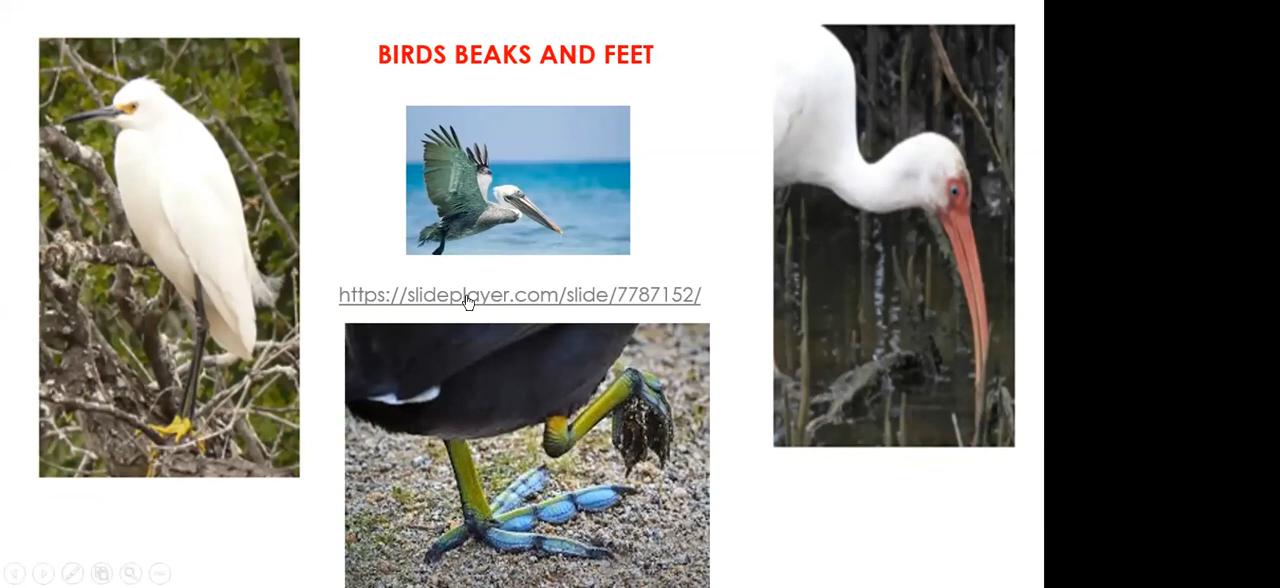 BIRDS BEAKS AND FEET
https://slideplayer.com/slide/7787152/